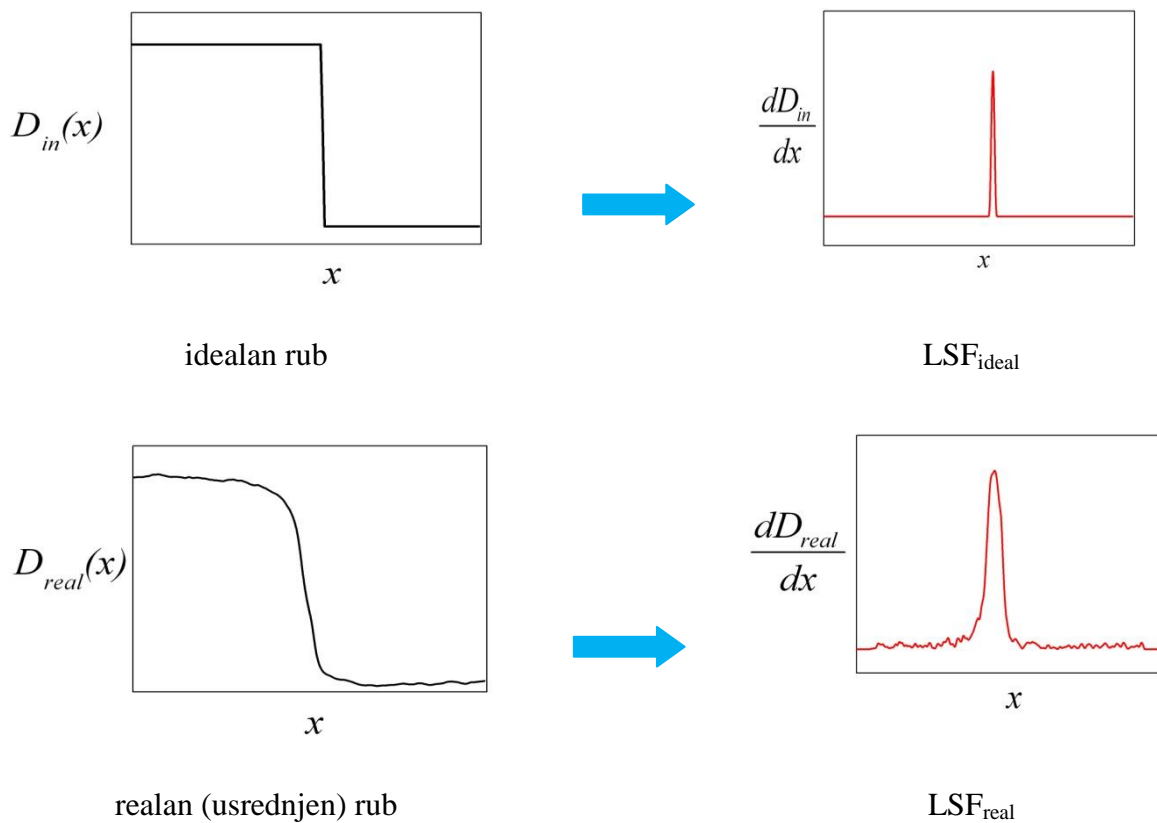 D_in(x)
x
dD_in
dx
x
idealan rub
LSF_ideal
D_real(x)
x
dD_real
dx
x
realan (usrednjen) rub
LSF_real